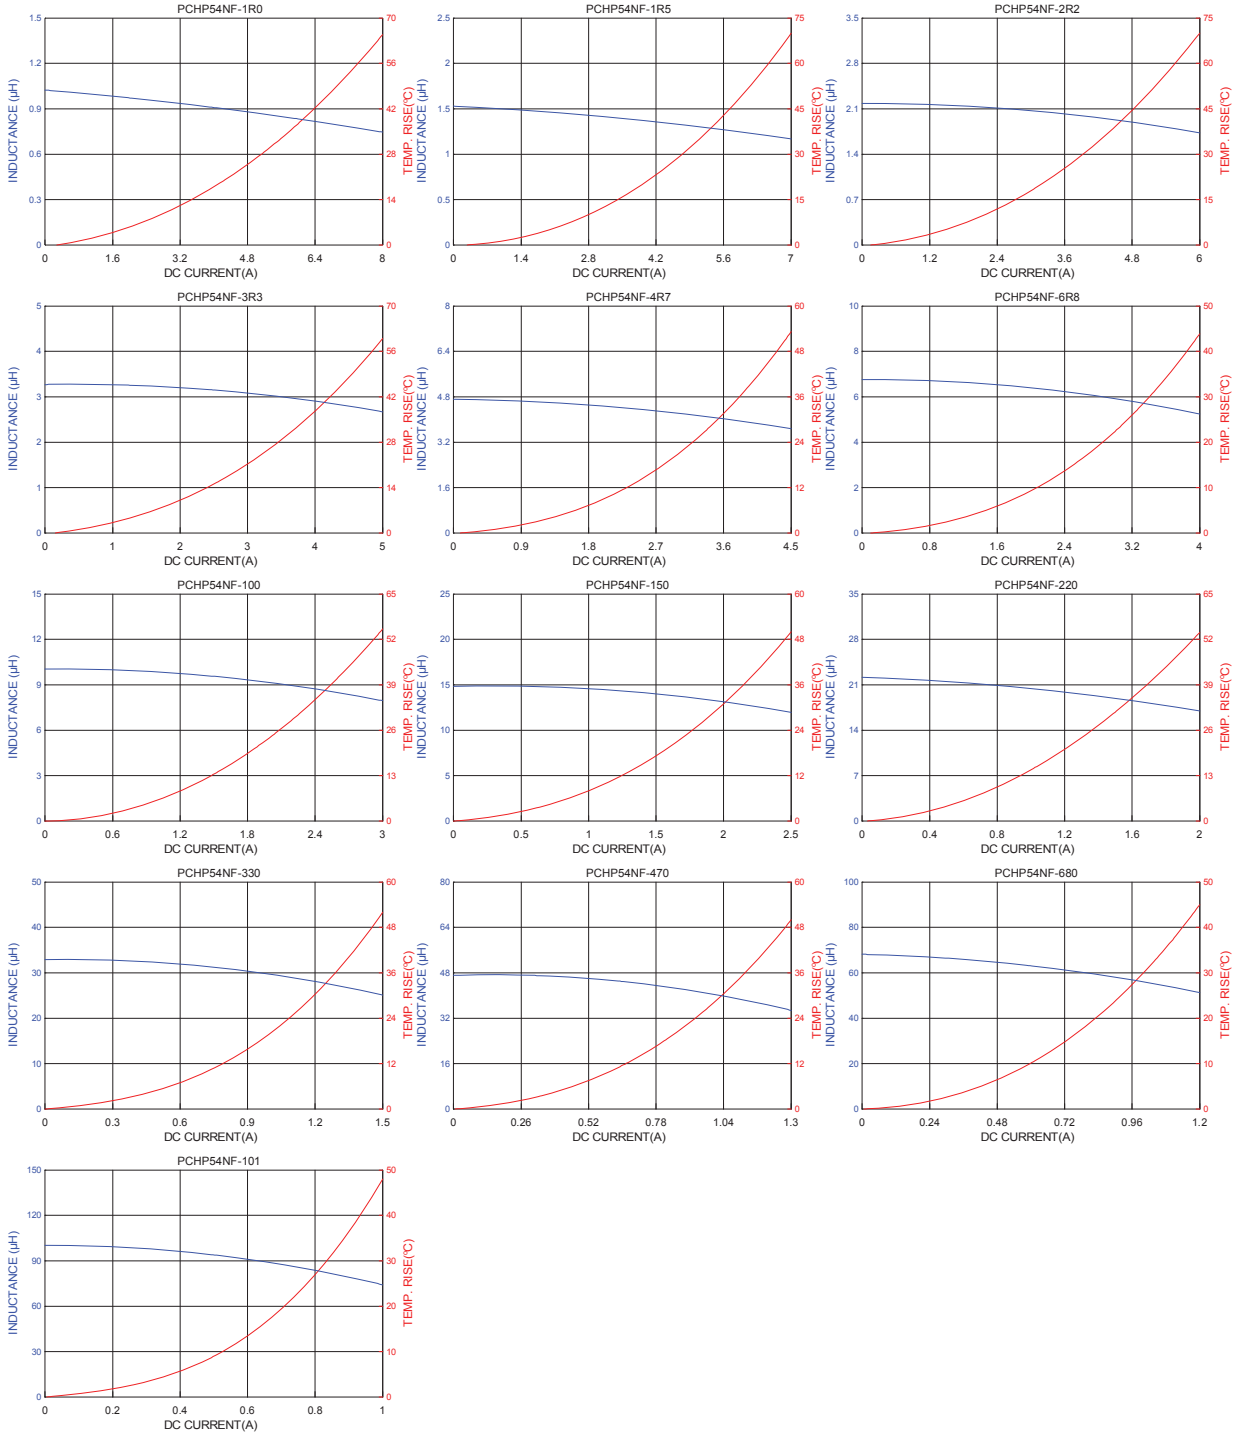 PCHP54NF-1R0
INDUCTANCE (µH)
1.5
1.2
0.9
0.6
0.3
0
70
56
42
28
14
0
TEMP. RISE(ºC)
0 1.6 3.2 4.8 6.4 8
DC CURRENT(A)
PCHP54NF-1R5
INDUCTANCE (µH)
2.5
2
1.5
1
0.5
0
75
60
45
30
15
0
TEMP. RISE(ºC)
0 1.4 2.8 4.2 5.6 7
DC CURRENT(A)
PCHP54NF-2R2
INDUCTANCE (µH)
3.5
2.8
2.1
1.4
0.7
0
75
60
45
30
15
0
TEMP. RISE(ºC)
0 1.2 2.4 3.6 4.8 6
DC CURRENT(A)
PCHP54NF-3R3
INDUCTANCE (µH)
5
4
3
2
1
0
70
56
42
28
14
0
TEMP. RISE(ºC)
0 1 2 3 4 5
DC CURRENT(A)
PCHP54NF-4R7
INDUCTANCE (µH)
8
6.4
4.8
3.2
1.6
0
60
48
36
24
12
0
TEMP. RISE(ºC)
0 0.9 1.8 2.7 3.6 4.5
DC CURRENT(A)
PCHP54NF-6R8
INDUCTANCE (µH)
10
8
6
4
2
0
50
40
30
20
10
0
TEMP. RISE(ºC)
0 0.8 1.6 2.4 3.2 4
DC CURRENT(A)
PCHP54NF-100
INDUCTANCE (µH)
15
12
9
6
3
0
65
52
39
26
13
0
TEMP. RISE(ºC)
0 0.6 1.2 1.8 2.4 3
DC CURRENT(A)
PCHP54NF-150
INDUCTANCE (µH)
25
20
15
10
5
0
60
48
36
24
12
0
TEMP. RISE(ºC)
0 0.5 1 1.5 2 2.5
DC CURRENT(A)
PCHP54NF-220
INDUCTANCE (µH)
35
28
21
14
7
0
65
52
39
26
13
0
TEMP. RISE(ºC)
0 0.4 0.8 1.2 1.6 2
DC CURRENT(A)
PCHP54NF-330
INDUCTANCE (µH)
50
40
30
20
10
0
60
48
36
24
12
0
TEMP. RISE(ºC)
0 0.3 0.6 0.9 1.2 1.5
DC CURRENT(A)
PCHP54NF-470
INDUCTANCE (µH)
80
64
48
32
16
0
60
48
36
24
12
0
TEMP. RISE(ºC)
0 0.26 0.52 0.78 1.04 1.3
DC CURRENT(A)
PCHP54NF-680
INDUCTANCE (µH)
100
80
60
40
20
0
50
40
30
20
10
0
TEMP. RISE(ºC)
0 0.24 0.48 0.72 0.96 1.2
DC CURRENT(A)
PCHP54NF-101
INDUCTANCE (µH)
150
120
90
60
30
0
50
40
30
20
10
0
TEMP. RISE(ºC)
0 0.2 0.4 0.6 0.8 1
DC CURRENT(A)